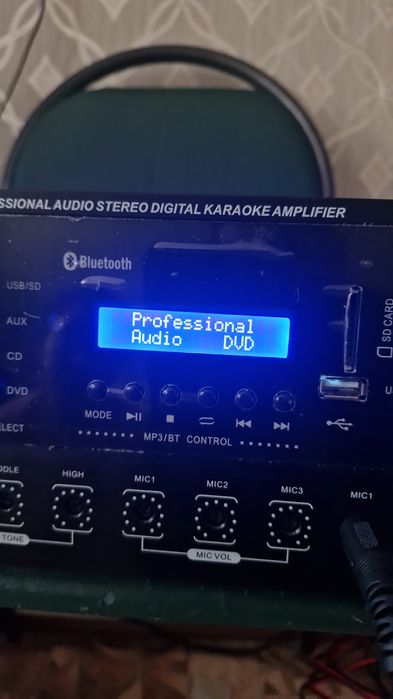 SSIONAL AUDIO STEREO DIGITAL KARAOKE AMPLIFIER
Bluetooth
USB/SD
AUX
CD
DVD
ELECT
Professional
Audio DVD
SD CARD
U
MODE
MP3/BT CONTROL
DDLE
HIGH
MIC1
MIC2
MIC3
MIC1
TONE
MIC VOL